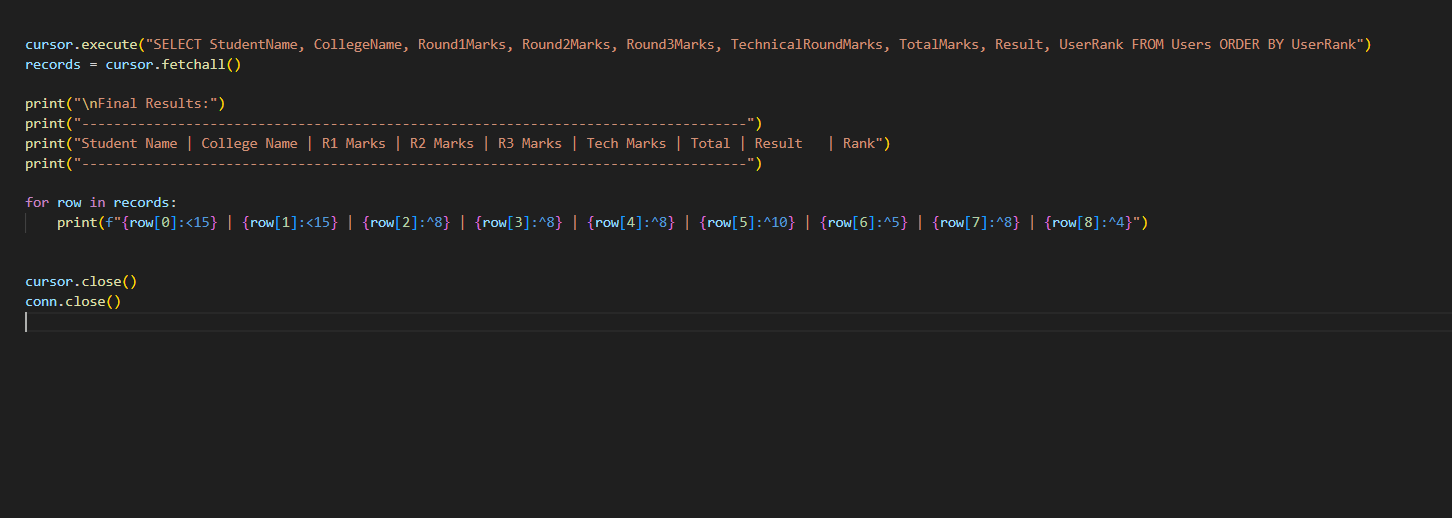 cursor.execute("SELECT StudentName, CollegeName, Round1Marks, Round2Marks, Round3Marks, TechnicalRoundMarks, TotalMarks, Result, UserRank FROM Users ORDER BY UserRank")
records = cursor.fetchall()
print("\nFinal Results:")
print("-----------------------------------------------------------------------------------")
print("Student Name | College Name | R1 Marks | R2 Marks | R3 Marks | Tech Marks | Total | Result   | Rank")
print("-----------------------------------------------------------------------------------")
for row in records:
    print(f"{row[0]:<15} | {row[1]:<15} | {row[2]:^8} | {row[3]:^8} | {row[4]:^8} | {row[5]:^10} | {row[6]:^5} | {row[7]:^8} | {row[8]:^4}")
cursor.close()
conn.close()